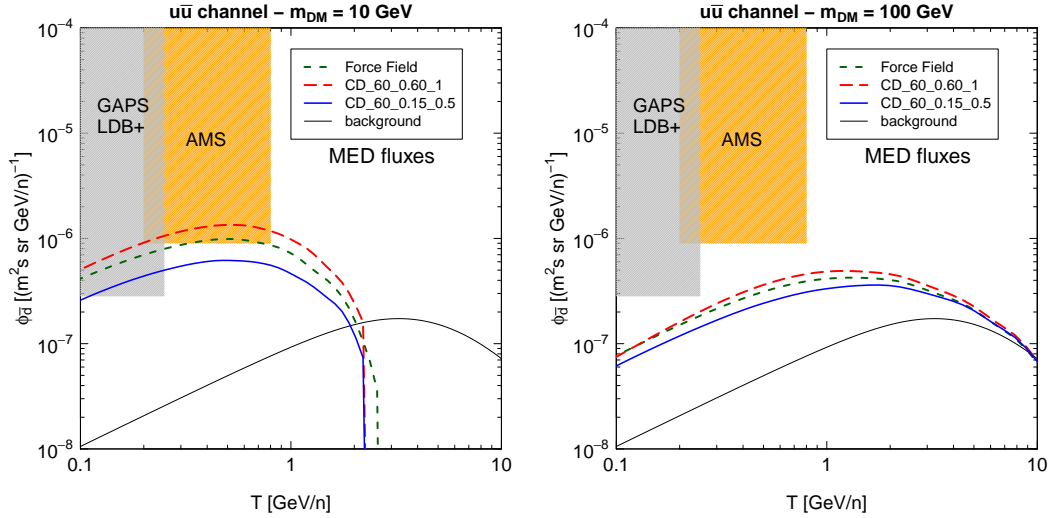 uū channel – m_DM = 10 GeV
10⁻⁴
10⁻⁵
10⁻⁶
10⁻⁷
10⁻⁸
ϕ_d̄ [(m²s sr GeV/n)⁻¹]
GAPS
LDB+
AMS
Force Field
CD_60_0.60_1
CD_60_0.15_0.5
background
MED fluxes
0.1 1 10
T [GeV/n]
uū channel – m_DM = 100 GeV
10⁻⁴
10⁻⁵
10⁻⁶
10⁻⁷
10⁻⁸
ϕ_d̄ [(m²s sr GeV/n)⁻¹]
GAPS
LDB+
AMS
Force Field
CD_60_0.60_1
CD_60_0.15_0.5
background
MED fluxes
0.1 1 10
T [GeV/n]